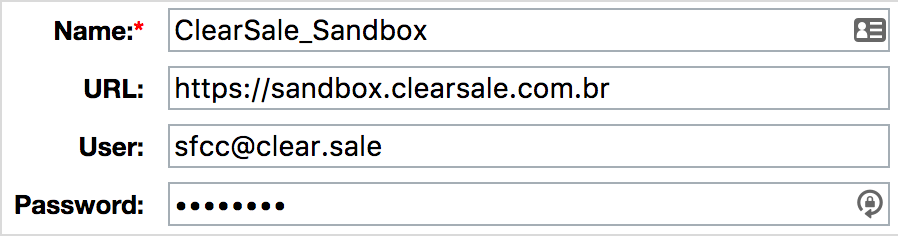 Name:* ClearSale_Sandbox
URL: https://sandbox.clearsale.com.br
User: sfcc@clear.sale
Password: ••••••••